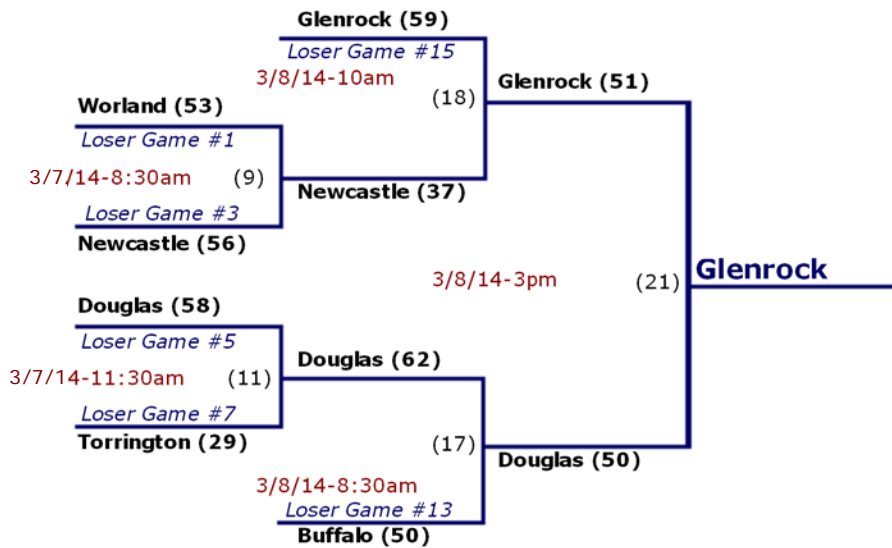 Glenrock (59)
Loser Game #15
3/8/14-10am
(18)
Glenrock (51)
Worland (53)
Loser Game #1
3/7/14-8:30am
(9)
Newcastle (37)
Loser Game #3
Newcastle (56)
3/8/14-3pm
(21)
Glenrock
Douglas (58)
Loser Game #5
Douglas (62)
3/7/14-11:30am
(11)
Loser Game #7
Torrington (29)
(17)
Douglas (50)
3/8/14-8:30am
Loser Game #13
Buffalo (50)